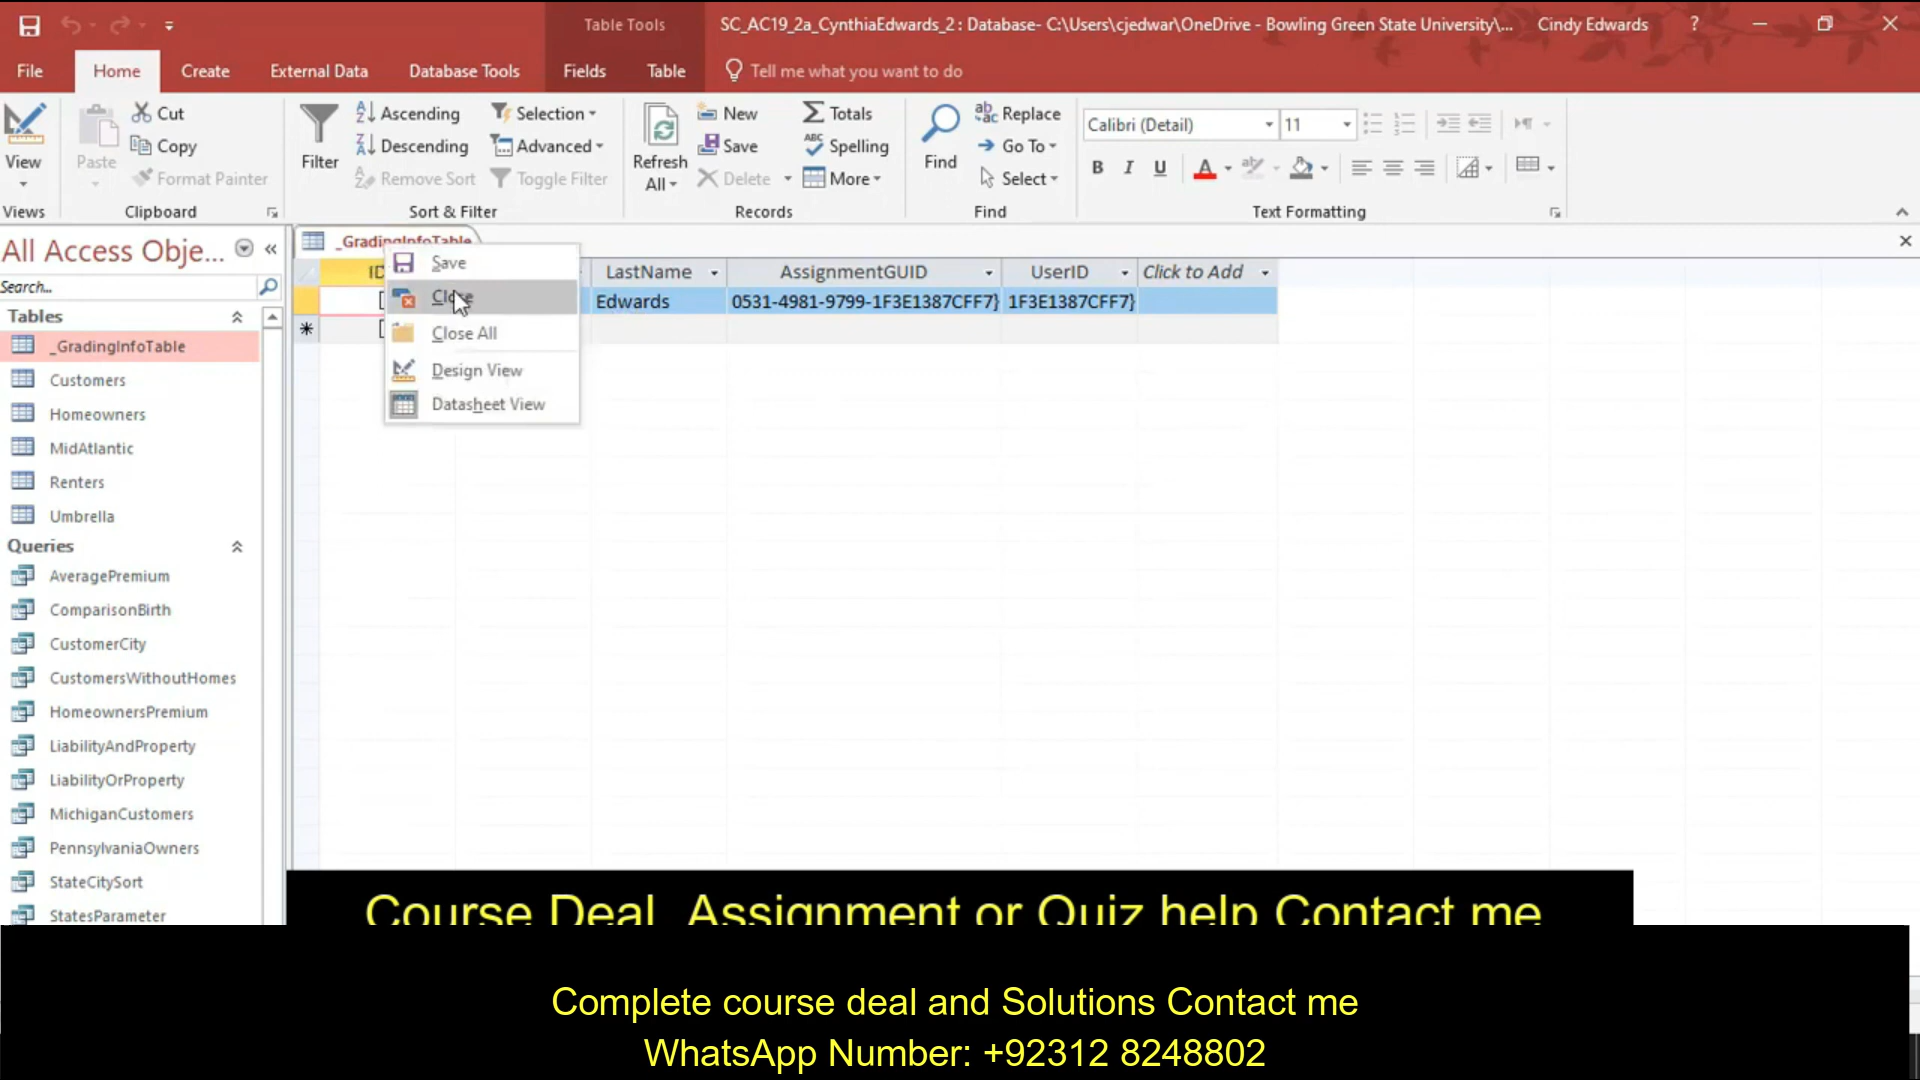 Table Tools
SC_AC19_2a_CynthiaEdwards_2 : Database- C:\Users\cjedwar\OneDrive - Bowling Green State University\...
Cindy Edwards
?
File
Home
Create
External Data
Database Tools
Fields
Table
Tell me what you want to do
View
Paste
Cut
Copy
Format Painter
Filter
Ascending
Descending
Remove Sort
Selection
Advanced
Toggle Filter
Refresh
All
New
Save
Delete
Totals
Spelling
More
Find
Replace
Go To
Select
Calibri (Detail)
11
B I U
Views
Clipboard
Sort & Filter
Records
Find
Text Formatting
All Access Obje...
Search...
Tables
_GradingInfoTable
Customers
Homeowners
MidAtlantic
Renters
Umbrella
Queries
AveragePremium
ComparisonBirth
CustomerCity
CustomersWithoutHomes
HomeownersPremium
LiabilityAndProperty
LiabilityOrProperty
MichiganCustomers
PennsylvaniaOwners
StateCitySort
StatesParameter
_GradingInfoTable
LastName
AssignmentGUID
UserID
Click to Add
Edwards
0531-4981-9799-1F3E1387CFF7}
1F3E1387CFF7}
Save
Close
Close All
Design View
Datasheet View
Course Deal, Assignment or Quiz help Contact me
Complete course deal and Solutions Contact me
WhatsApp Number: +92312 8248802